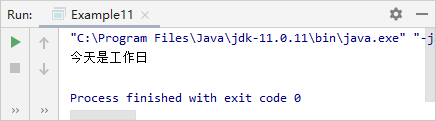 Run: Example11
"C:\Program Files\Java\jdk-11.0.11\bin\java.exe" "-j
今天是工作日
Process finished with exit code 0